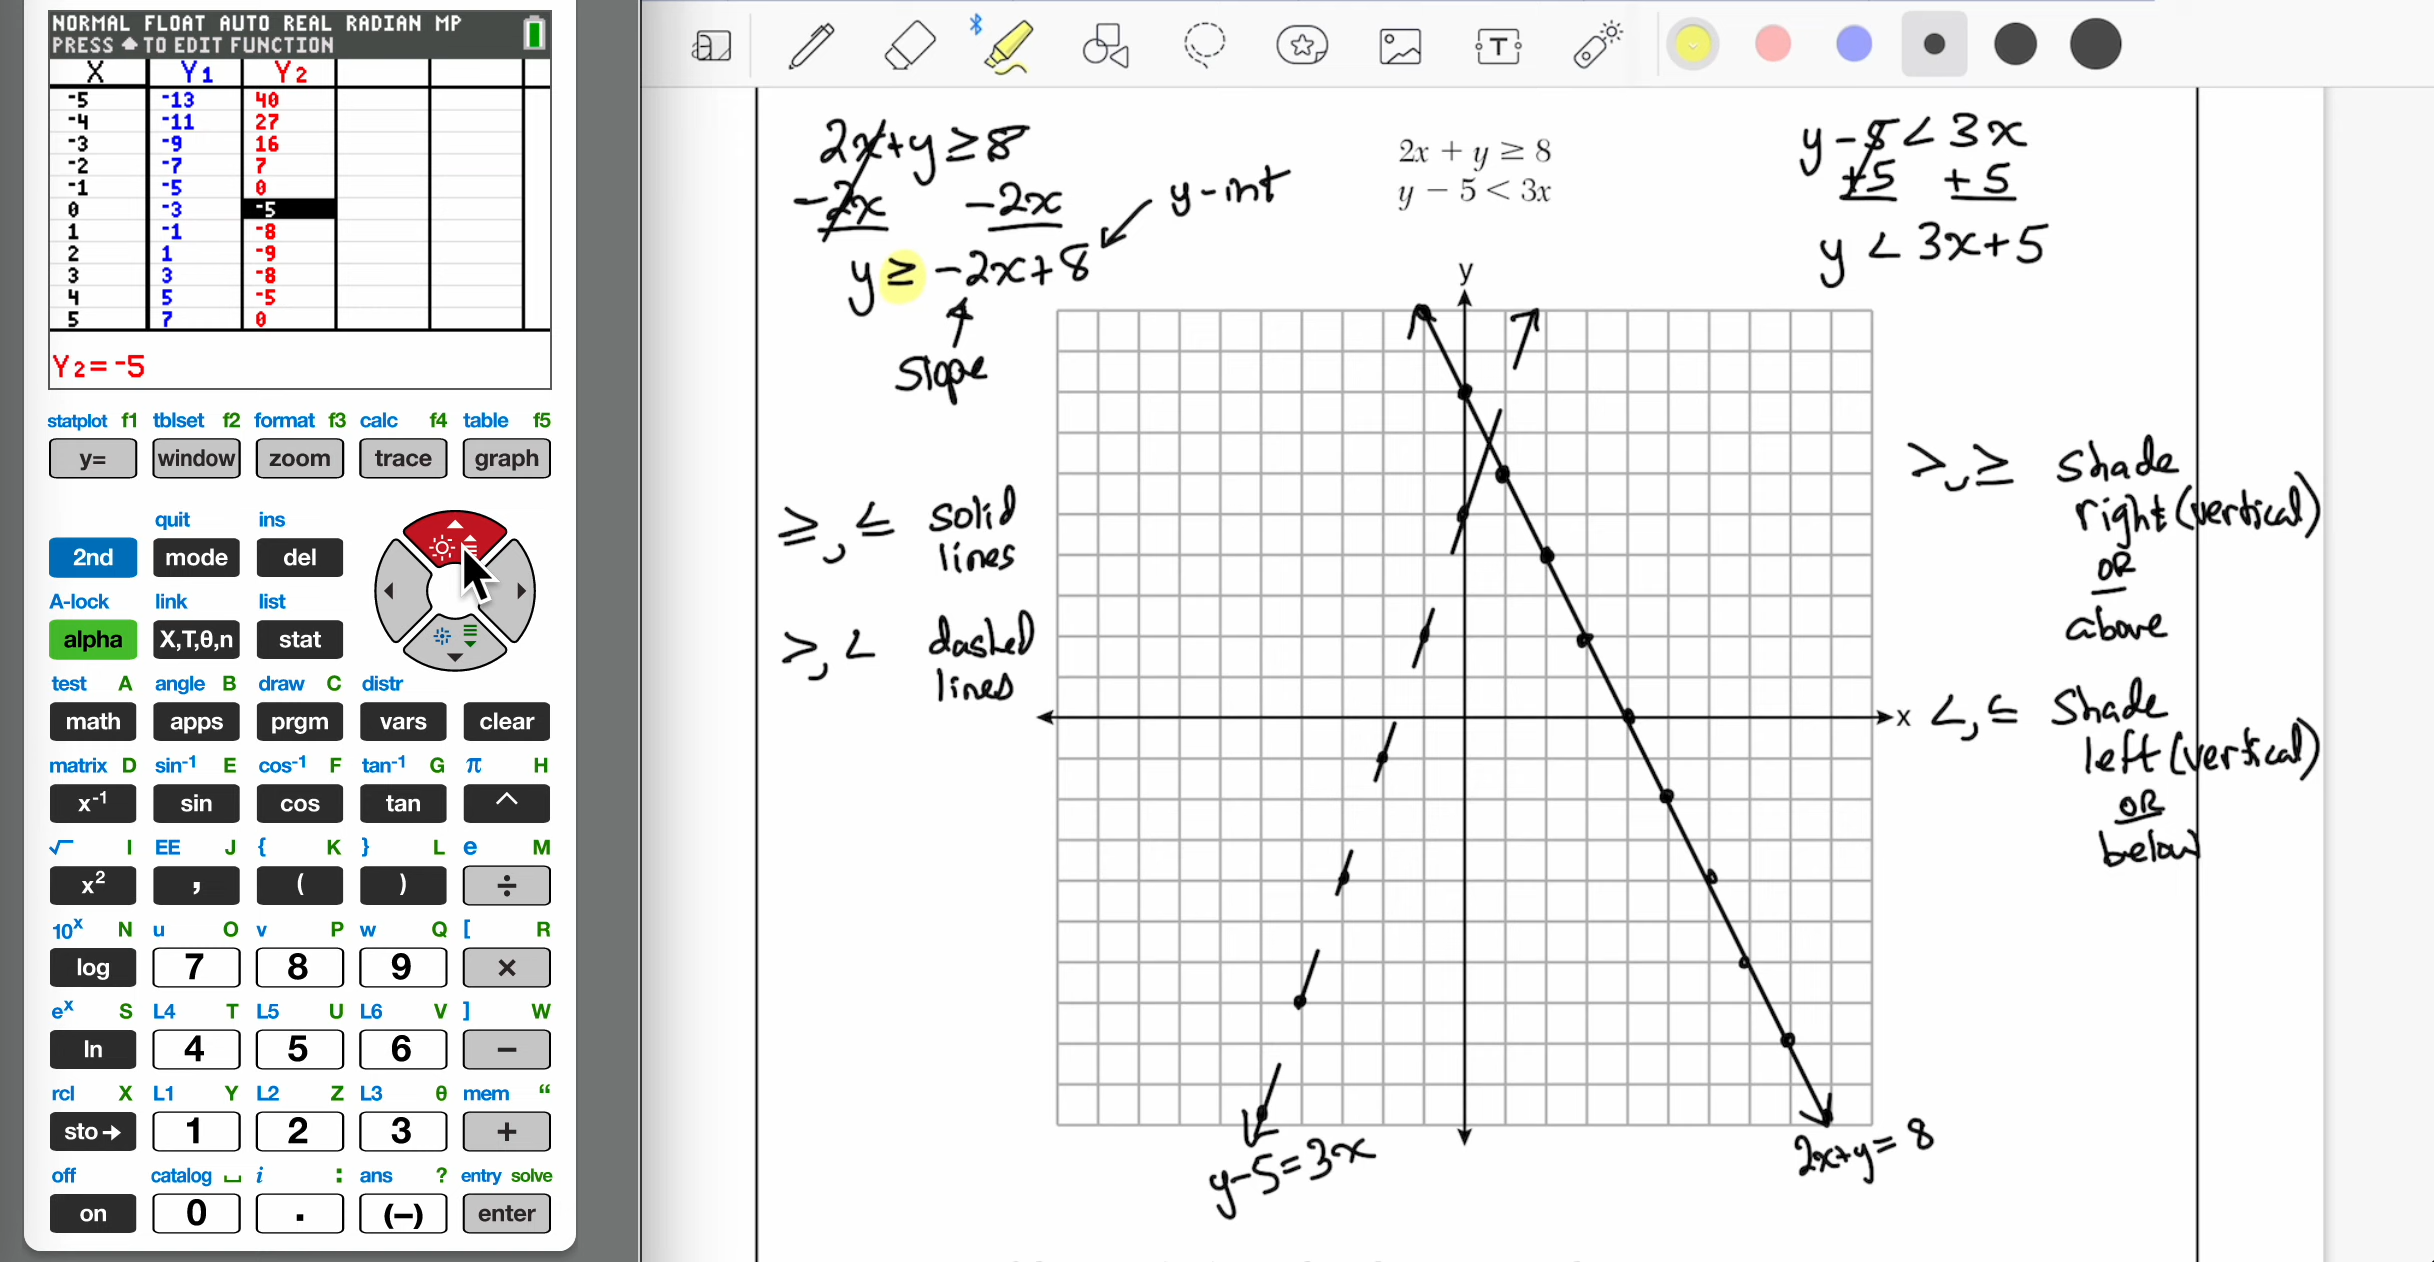 NORMAL FLOAT AUTO REAL RADIAN MP
PRESS TO EDIT FUNCTION
X Y1 Y2
-5 -13 40
-4 -11 27
-3 -9 16
-2 -7 7
-1 -5 0
0 -3 -5
1 -1 -8
2 1 -9
3 3 -8
4 5 -5
5 7 0
Y2=-5
statplot f1 tblset f2 format f3 calc f4 table f5
y= window zoom trace graph
quit ins
2nd mode del
A-lock link list
alpha X,T,θ,n stat
test A angle B draw C distr
math apps prgm vars clear
matrix D sin-1 E cos-1 F tan-1 G π H
x-1 sin cos tan ^
√ I EE J { K } L e M
x2 , ( ) ÷
10x N u O v P w Q [ R
log 7 8 9 ×
ex S L4 T L5 U L6 V ] W
ln 4 5 6 −
rcl X L1 Y L2 Z L3 θ mem “
sto→ 1 2 3 +
off catalog ⎵ i : ans ? entry solve
on 0 . (−) enter
T
2x+y≥8
-2x -2x
y≥-2x+8
y-int
slope
2x + y ≥ 8
y − 5 < 3x
y-5<3x
+5 +5
y<3x+5
≥,≤ solid
lines
>,< dashed
lines
y
x
>,≥ shade
right (vertical)
OR
above
<,≤ shade
left (vertical)
OR
below
y-5=3x
2x+y=8